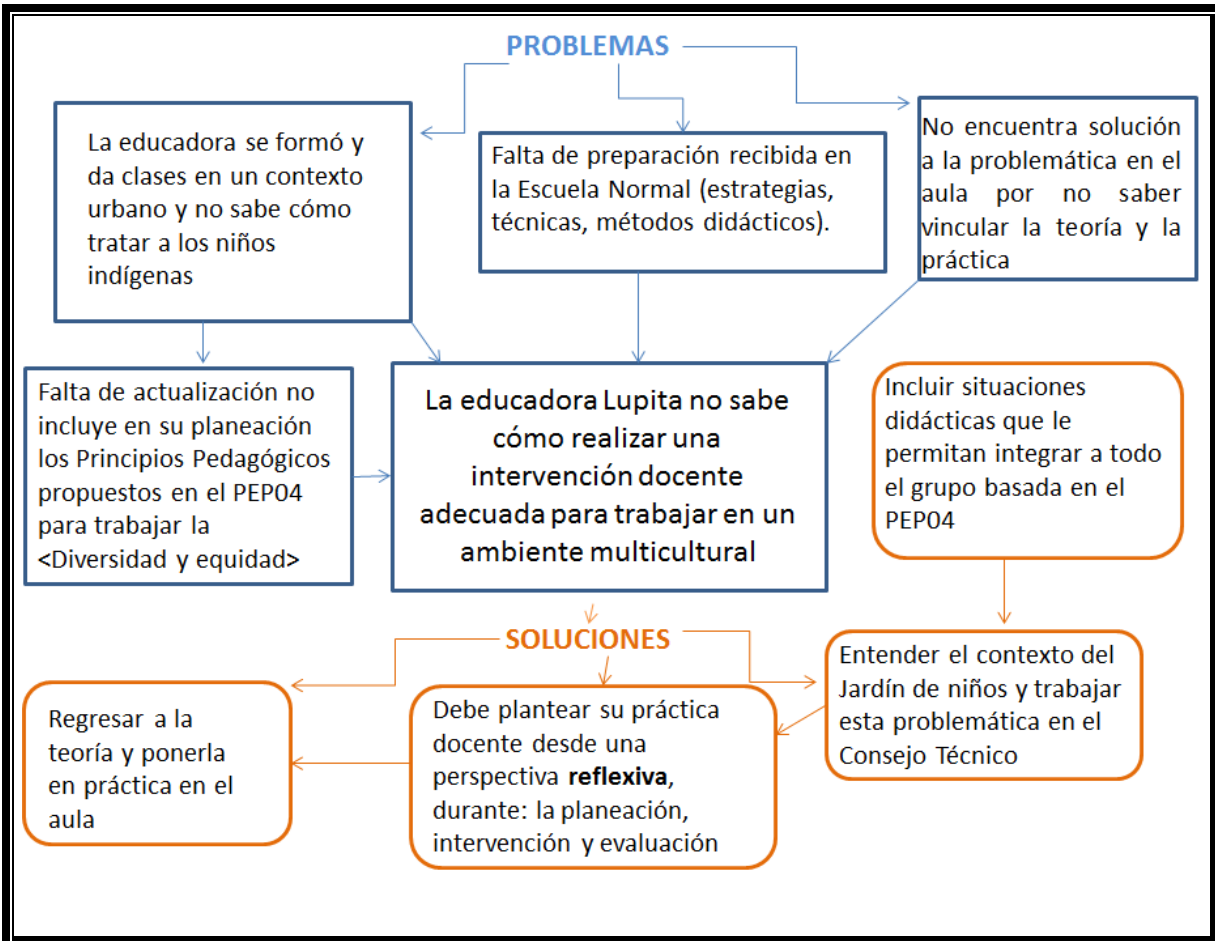 PROBLEMAS
La educadora se formó y
da clases en un contexto
urbano y no sabe cómo
tratar a los niños
indígenas
Falta de preparación recibida en
la Escuela Normal (estrategias,
técnicas, métodos didácticos).
No encuentra solución
a la problemática en el
aula por no saber
vincular la teoría y la
práctica
Falta de actualización no
incluye en su planeación
los Principios Pedagógicos
propuestos en el PEP04
para trabajar la
<Diversidad y equidad>
La educadora Lupita no sabe
cómo realizar una
intervención docente
adecuada para trabajar en un
ambiente multicultural
Incluir situaciones
didácticas que le
permitan integrar a todo
el grupo basada en el
PEP04
SOLUCIONES
Regresar a la
teoría y ponerla
en práctica en el
aula
Debe plantear su práctica
docente desde una
perspectiva reflexiva,
durante: la planeación,
intervención y evaluación
Entender el contexto del
Jardín de niños y trabajar
esta problemática en el
Consejo Técnico